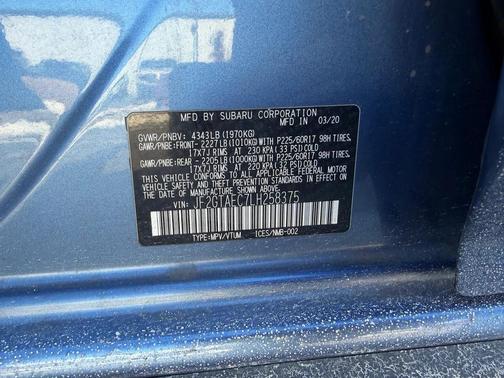 MFD BY SUBARU CORPORATION MFD IN 03/20
GVWR/PNBV: 4343LB(1970KG)
GAWR/PNBE:FRONT- 2227LB(1010KG)WITH P225/60R17 98H TIRES.
17X7J RIMS AT 230 KPA(33 PSI)COLD
GAWR/PNBE:REAR - 2205LB(1000KG)WITH P225/60R17 98H TIRES.
17X7J RIMS AT 220 KPA(32 PSI)COLD
THIS VEHICLE CONFORMS TO ALL APPLICABLE FEDERAL MOTOR
VEHICLE SAFETY AND THEFT PREVENTION STANDARDS IN EFFECT
ON THE DATE OF MANUFACTURE SHOWN ABOVE.
VIN: JF2GTAEC7LH258375
TYPE:MPV/VTUM ICES/NMB-002